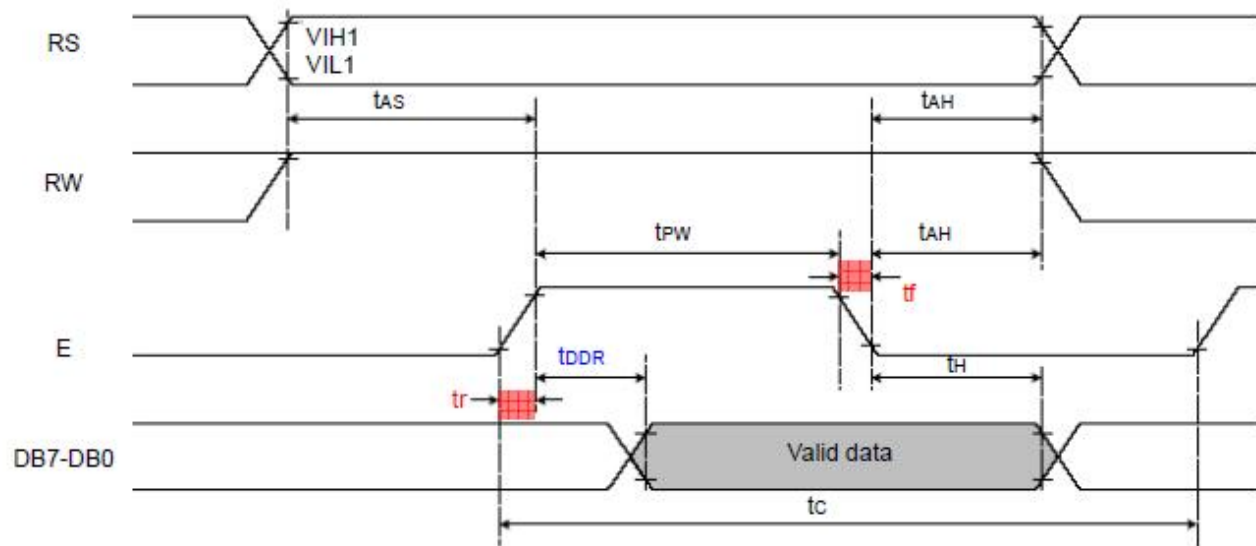 RS
VIH1
VIL1
tAS
tAH
RW
tPW
tAH
tf
E
tDDR
tH
tr
DB7-DB0
Valid data
tC